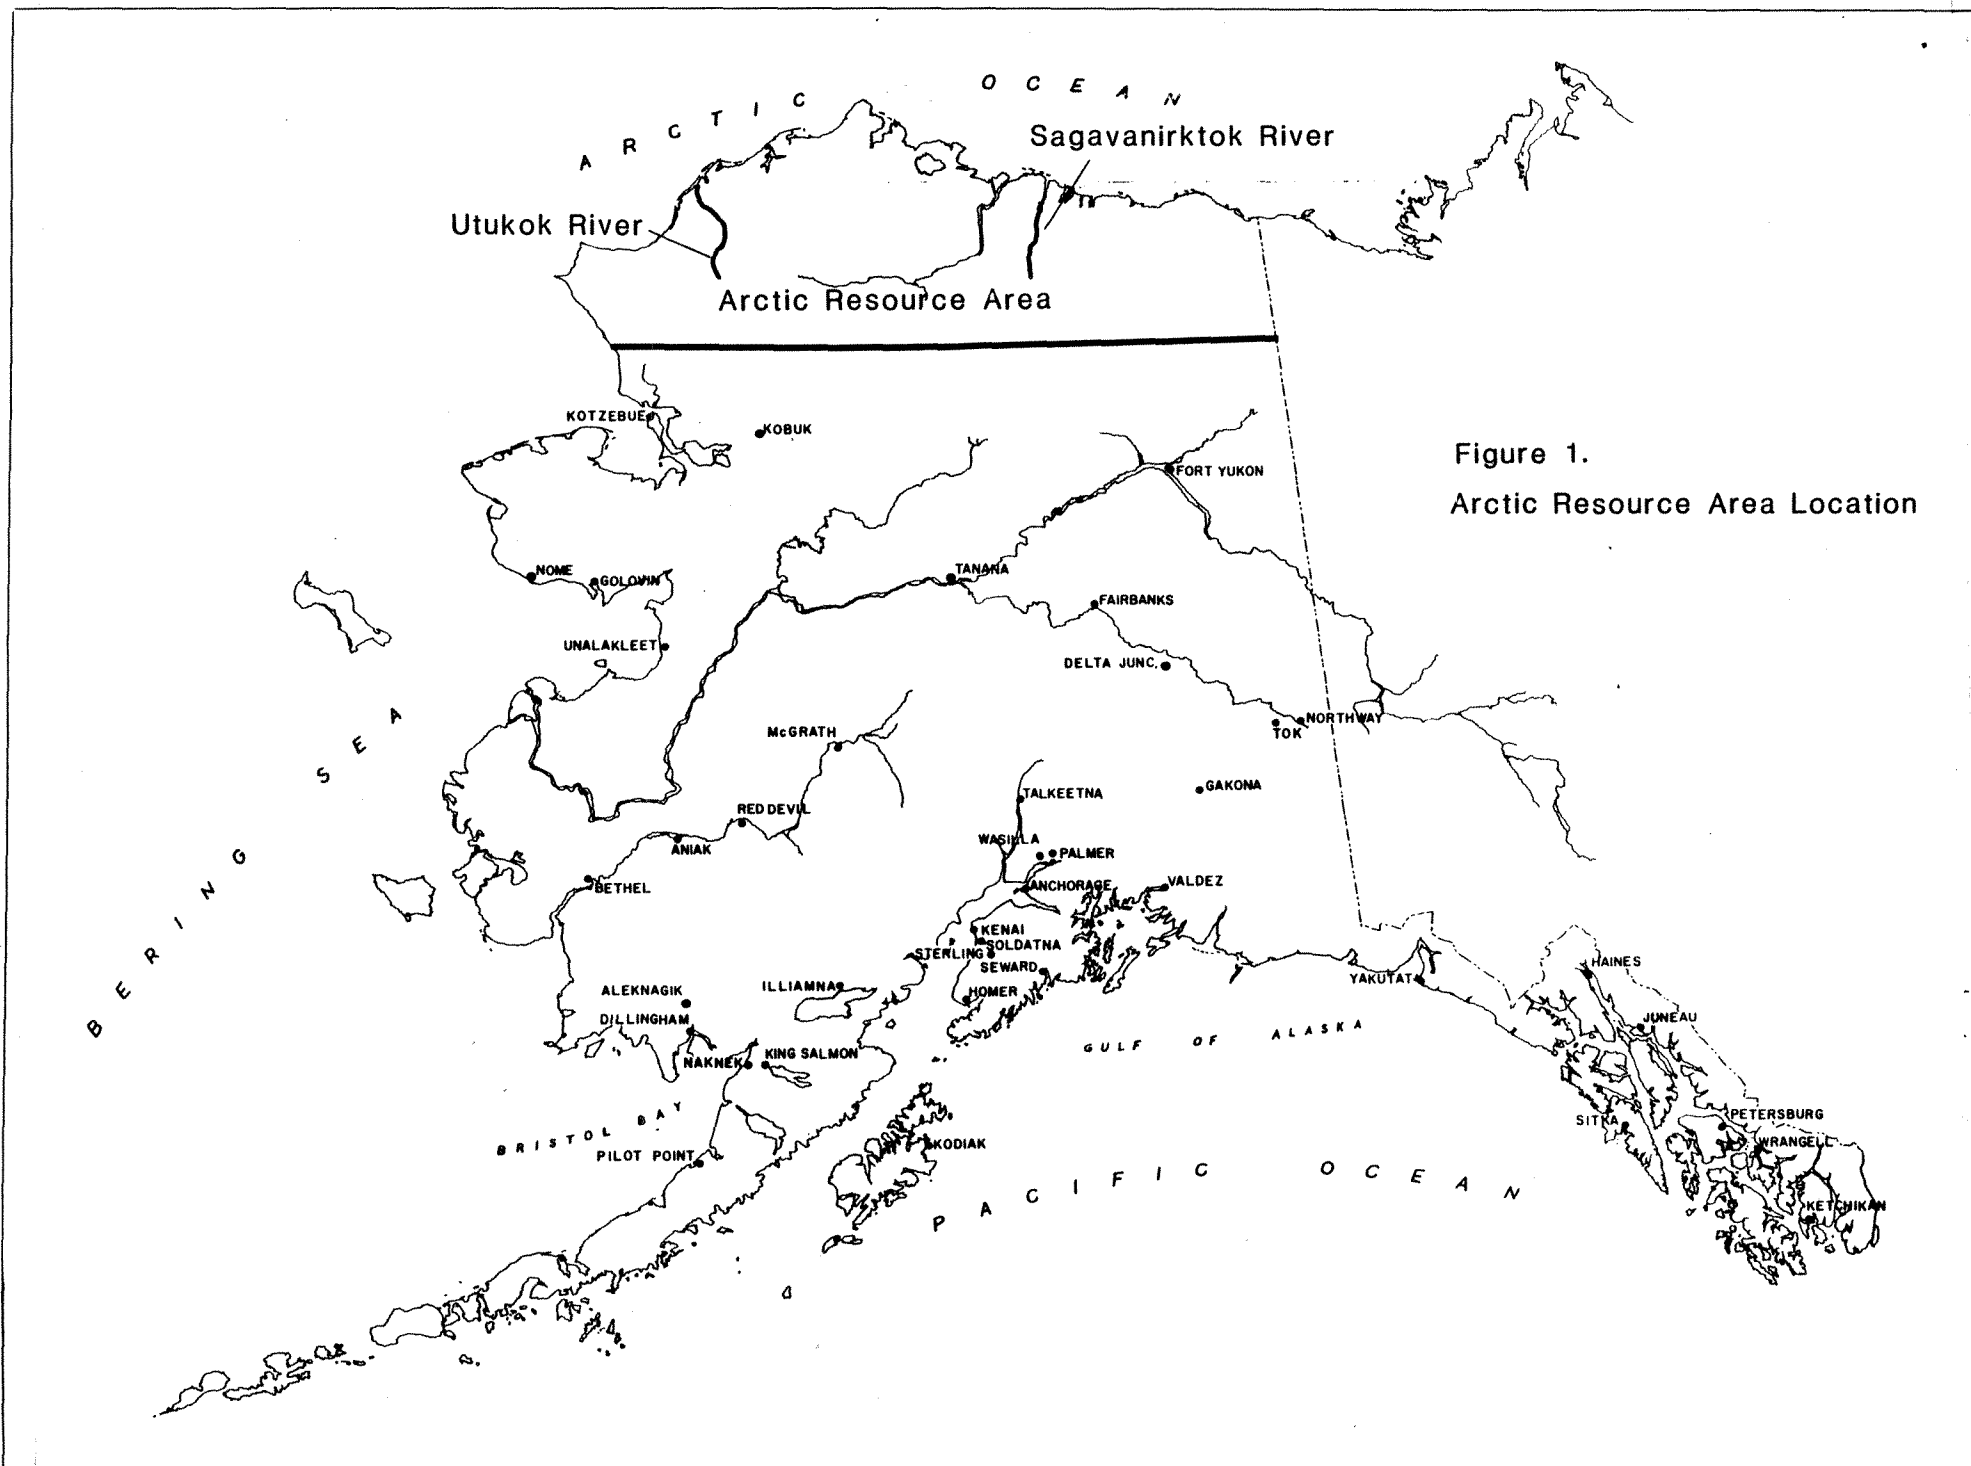 ARCTIC OCEAN
Sagavanirktok River
Utukok River
Arctic Resource Area
KOTZEBUE
KOBUK
Figure 1.
FORT YUKON
Arctic Resource Area Location
NOME
GOLOVIN
TANANA
FAIRBANKS
UNALAKLEET
DELTA JUNC.
BERING SEA
NORTHWAY
TOK
McGRATH
TALKEETNA
GAKONA
RED DEVIL
WASILLA
ANIAK
PALMER
BETHEL
ANCHORAGE
VALDEZ
KENAI
SOLDATNA
STERLING
SEWARD
HAINES
YAKUTAT
ALEKNAGIK
ILLIAMNA
HOMER
DILLINGHAM
JUNEAU
GULF OF ALASKA
NAKNEK
KING SALMON
BRISTOL BAY
PETERSBURG
SITKA
KODIAK
WRANGELL
PILOT POINT
PACIFIC OCEAN
KETCHIKAN